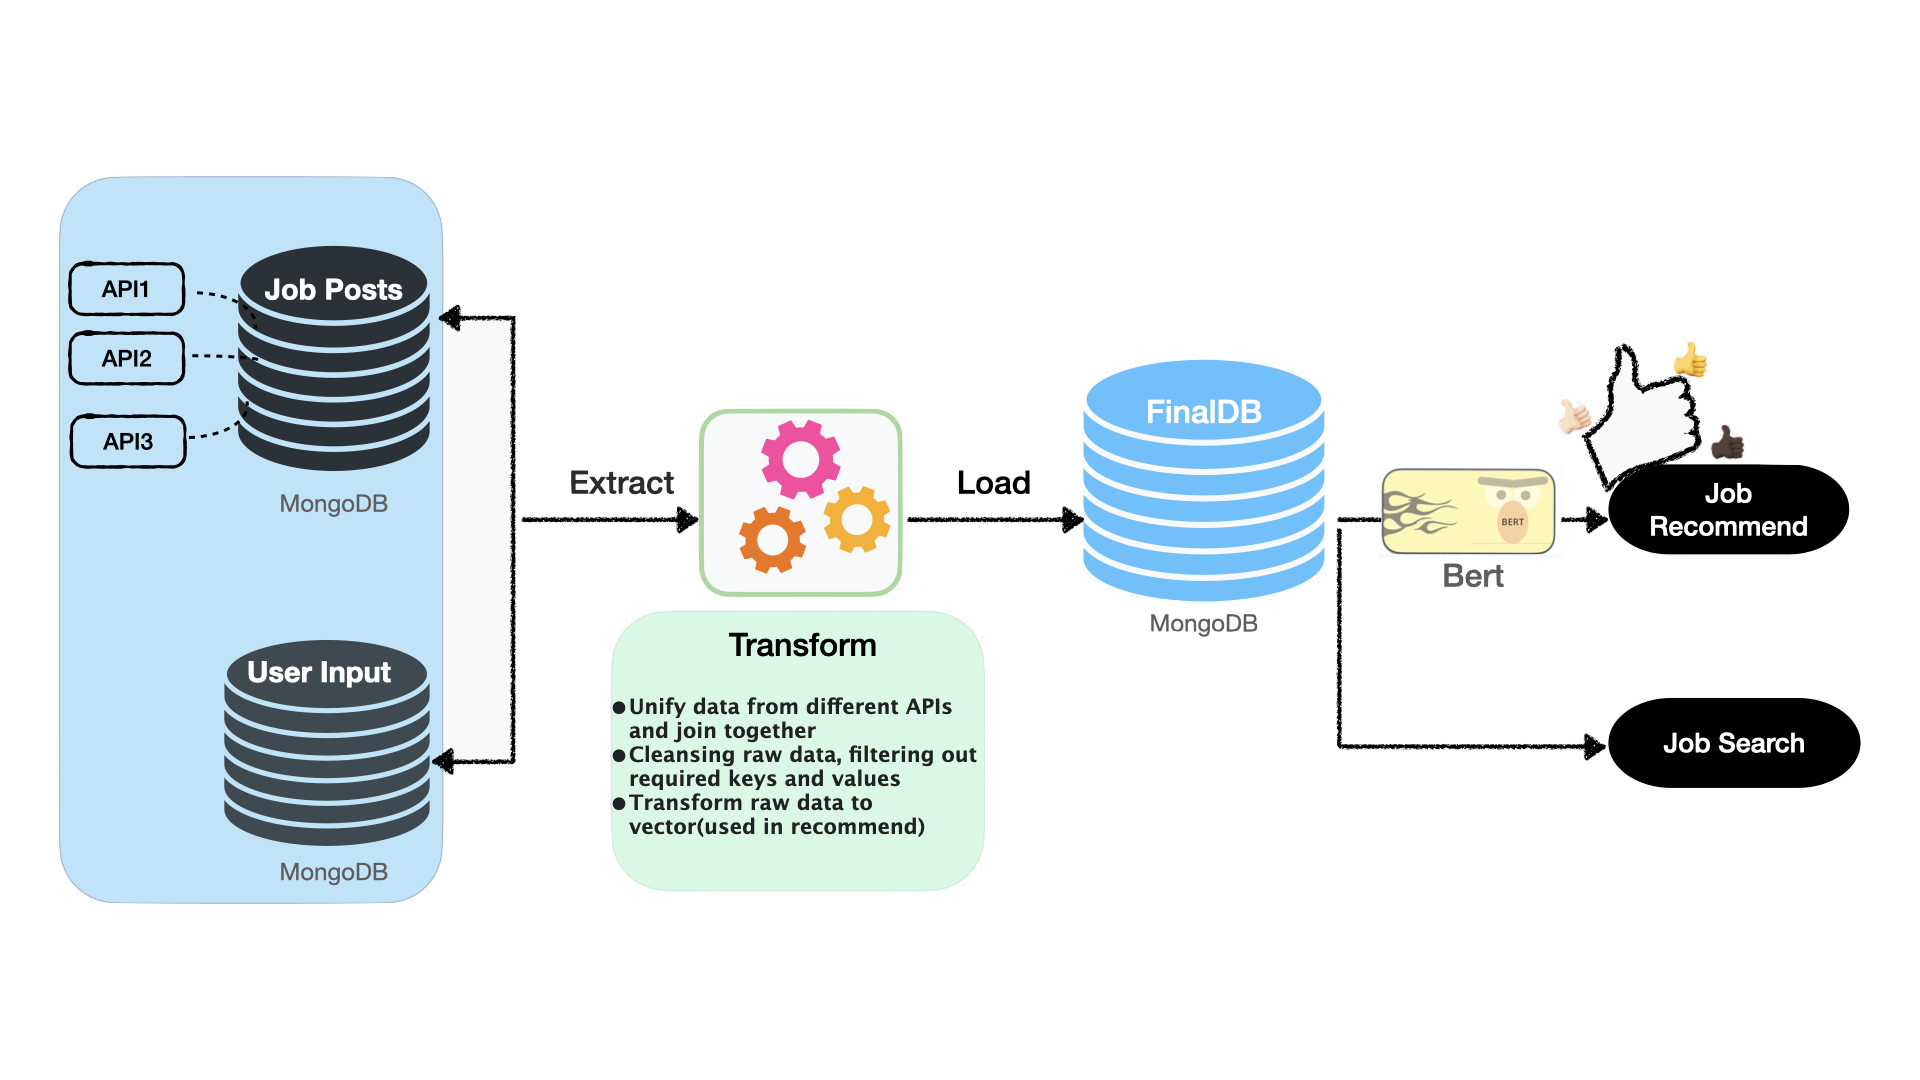 API1
API2
API3
Job Posts
MongoDB
User Input
MongoDB
Extract
Transform
●Unify data from different APIs
and join together
●Cleansing raw data, filtering out
required keys and values
●Transform raw data to
vector(used in recommend)
Load
FinalDB
MongoDB
BERT
Bert
Job
Recommend
Job Search